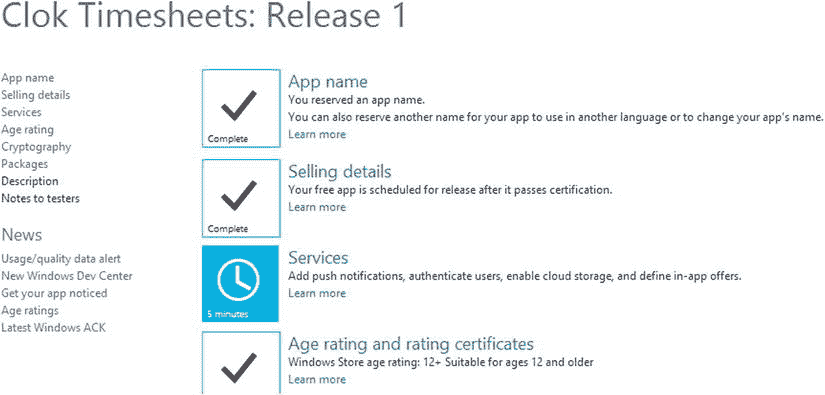 Clok Timesheets: Release 1
App name
Selling details
Services
Age rating
Cryptography
Packages
Description
Notes to testers
News
Usage/quality data alert
New Windows Dev Center
Get your app noticed
Age ratings
Latest Windows ACK
Complete
App name
You reserved an app name.
You can also reserve another name for your app to use in another language or to change your app's name.
Learn more
Complete
Selling details
Your free app is scheduled for release after it passes certification.
Learn more
5 minutes
Services
Add push notifications, authenticate users, enable cloud storage, and define in-app offers.
Learn more
Age rating and rating certificates
Windows Store age rating: 12+ Suitable for ages 12 and older
Learn more